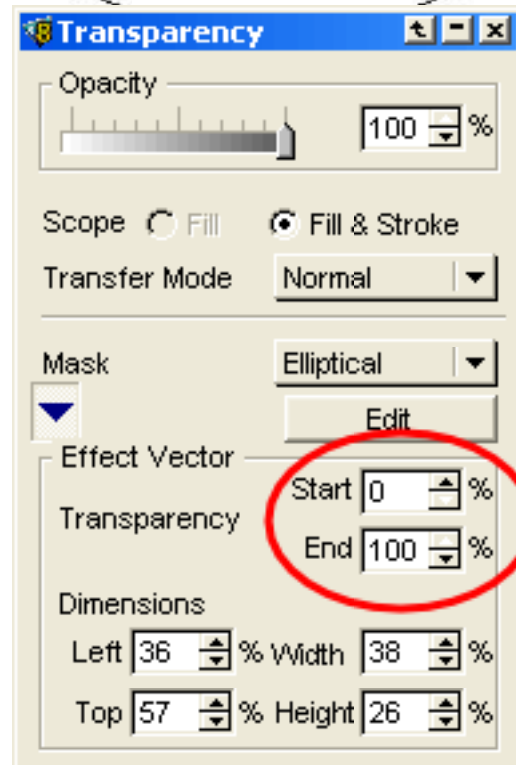 Transparency
Opacity
100 %
Scope Fill Fill & Stroke
Transfer Mode Normal
Mask Elliptical
Edit
Effect Vector
Start 0 %
Transparency
End 100 %
Dimensions
Left 36 % Width 38 %
Top 57 % Height 26 %